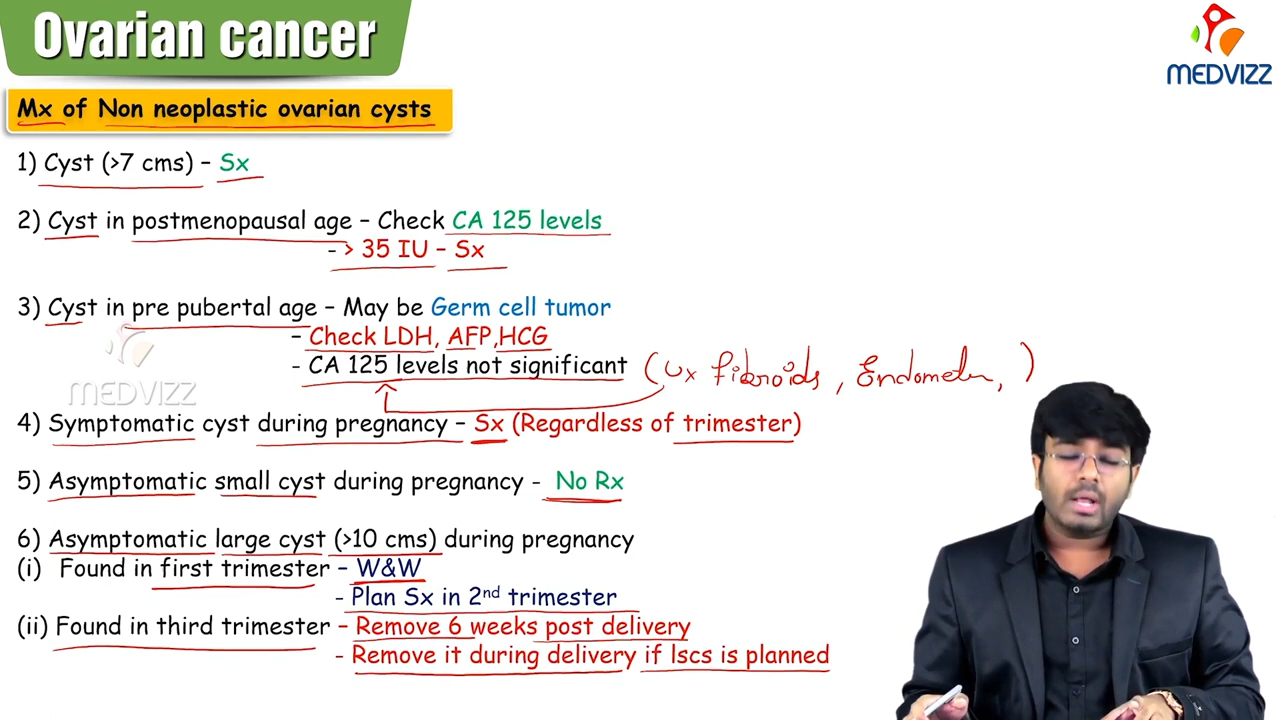 Ovarian cancer
MEDVIZZ
Mx of Non neoplastic ovarian cysts
1) Cyst (>7 cms) – Sx
2) Cyst in postmenopausal age – Check CA 125 levels
- > 35 IU – Sx
3) Cyst in pre pubertal age – May be Germ cell tumor
– Check LDH, AFP,HCG
- CA 125 levels not significant (Ux fibroids, Endometr, )
MEDVIZZ
4) Symptomatic cyst during pregnancy – Sx (Regardless of trimester)
5) Asymptomatic small cyst during pregnancy - No Rx
6) Asymptomatic large cyst (>10 cms) during pregnancy
(i) Found in first trimester – W&W
- Plan Sx in 2nd trimester
(ii) Found in third trimester – Remove 6 weeks post delivery
- Remove it during delivery if lscs is planned